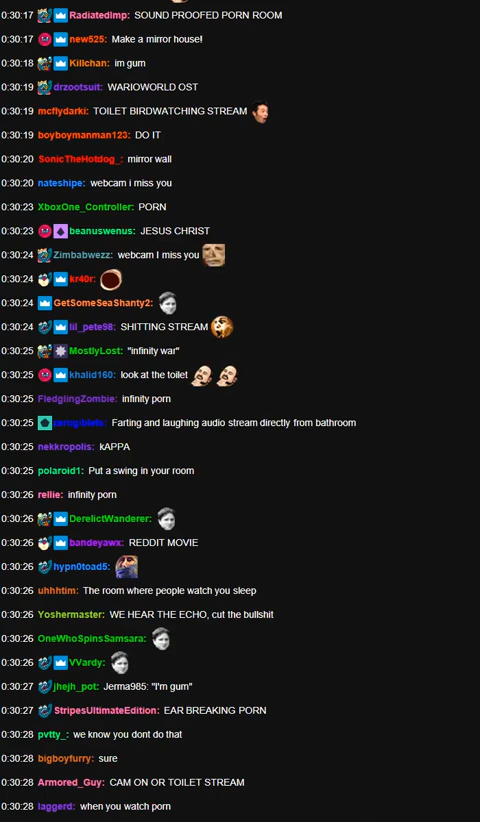 0:30:17 RadiatedImp: SOUND PROOFED PORN ROOM
0:30:17 new525: Make a mirror house!
0:30:18 Killchan: im gum
0:30:19 drzootsuit: WARIOWORLD OST
0:30:19 mcflydarki: TOILET BIRDWATCHING STREAM
0:30:19 boyboymanman123: DO IT
0:30:20 SonicTheHotdog_: mirror wall
0:30:20 nateshipe: webcam i miss you
0:30:23 XboxOne_Controller: PORN
0:30:23 beanuswenus: JESUS CHRIST
0:30:24 Zimbabwezz: webcam I miss you
0:30:24 kr40r:
0:30:24 GetSomeSeaShanty2:
0:30:24 lil_pete98: SHITTING STREAM
0:30:25 MostlyLost: "infinity war"
0:30:25 khalid160: look at the toilet
0:30:25 FledglingZombie: infinity porn
0:30:25 Farting and laughing audio stream directly from bathroom
0:30:25 nekkropolis: kAPPA
0:30:25 polaroid1: Put a swing in your room
0:30:25 rellie: infinity porn
0:30:26 DerelictWanderer:
0:30:26 bandeyawx: REDDIT MOVIE
0:30:26 hypn0toad5:
0:30:26 uhhhtim: The room where people watch you sleep
0:30:26 Yoshermaster: WE HEAR THE ECHO, cut the bullshit
0:30:26 OneWhoSpinsSamsara:
0:30:26 VVardy:
0:30:27 jhejh_pot: Jerma985: "I'm gum"
0:30:27 StripesUltimateEdition: EAR BREAKING PORN
0:30:28 pvtty_: we know you dont do that
0:30:28 bigboyfurry: sure
0:30:28 Armored_Guy: CAM ON OR TOILET STREAM
0:30:28 laggerd: when you watch porn